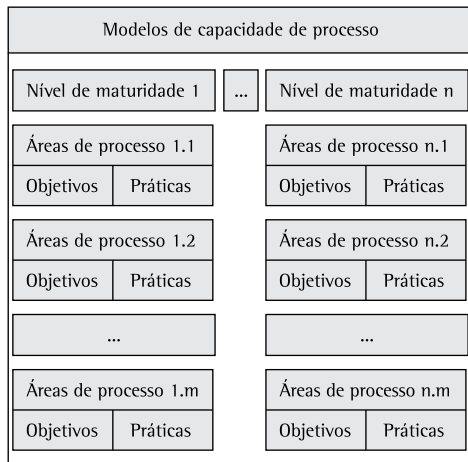 Modelos de capacidade de processo
Nível de maturidade 1 ... Nível de maturidade n
Áreas de processo 1.1 Áreas de processo n.1
Objetivos Práticas Objetivos Práticas
Áreas de processo 1.2 Áreas de processo n.2
Objetivos Práticas Objetivos Práticas
... ...
Áreas de processo 1.m Áreas de processo n.m
Objetivos Práticas Objetivos Práticas